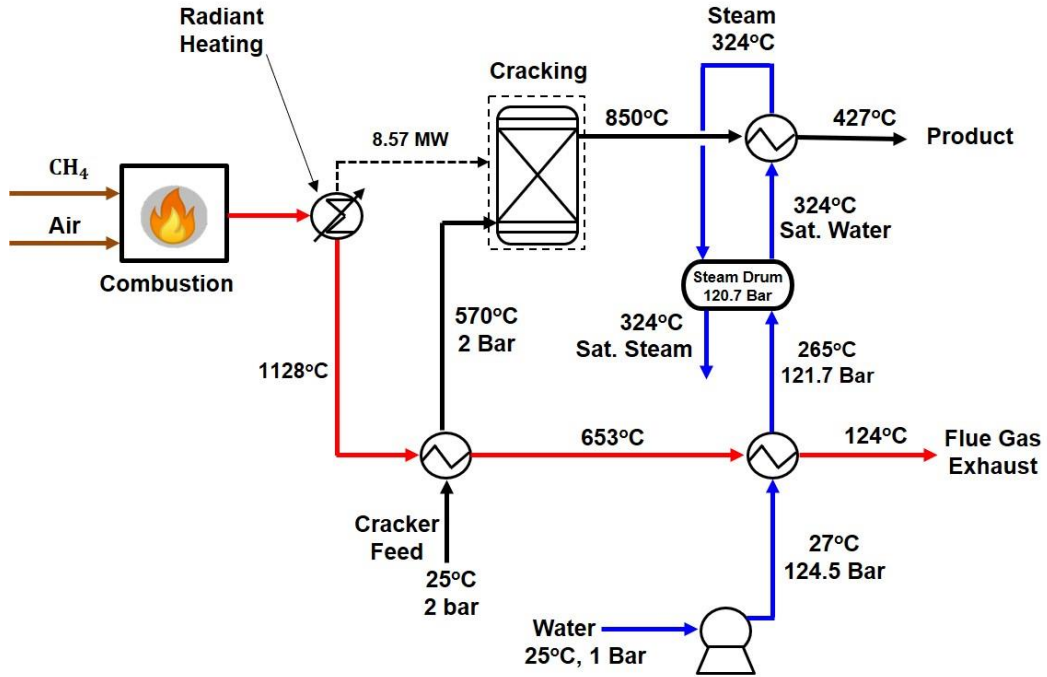 Radiant
Heating
CH₄
Air
Combustion
8.57 MW
Cracking
850°C
Steam
324°C
427°C
Product
324°C
Sat. Water
Steam Drum
120.7 Bar
324°C
Sat. Steam
570°C
2 Bar
265°C
121.7 Bar
1128°C
653°C
124°C
Flue Gas
Exhaust
Cracker
Feed
25°C
2 bar
27°C
124.5 Bar
Water
25°C, 1 Bar